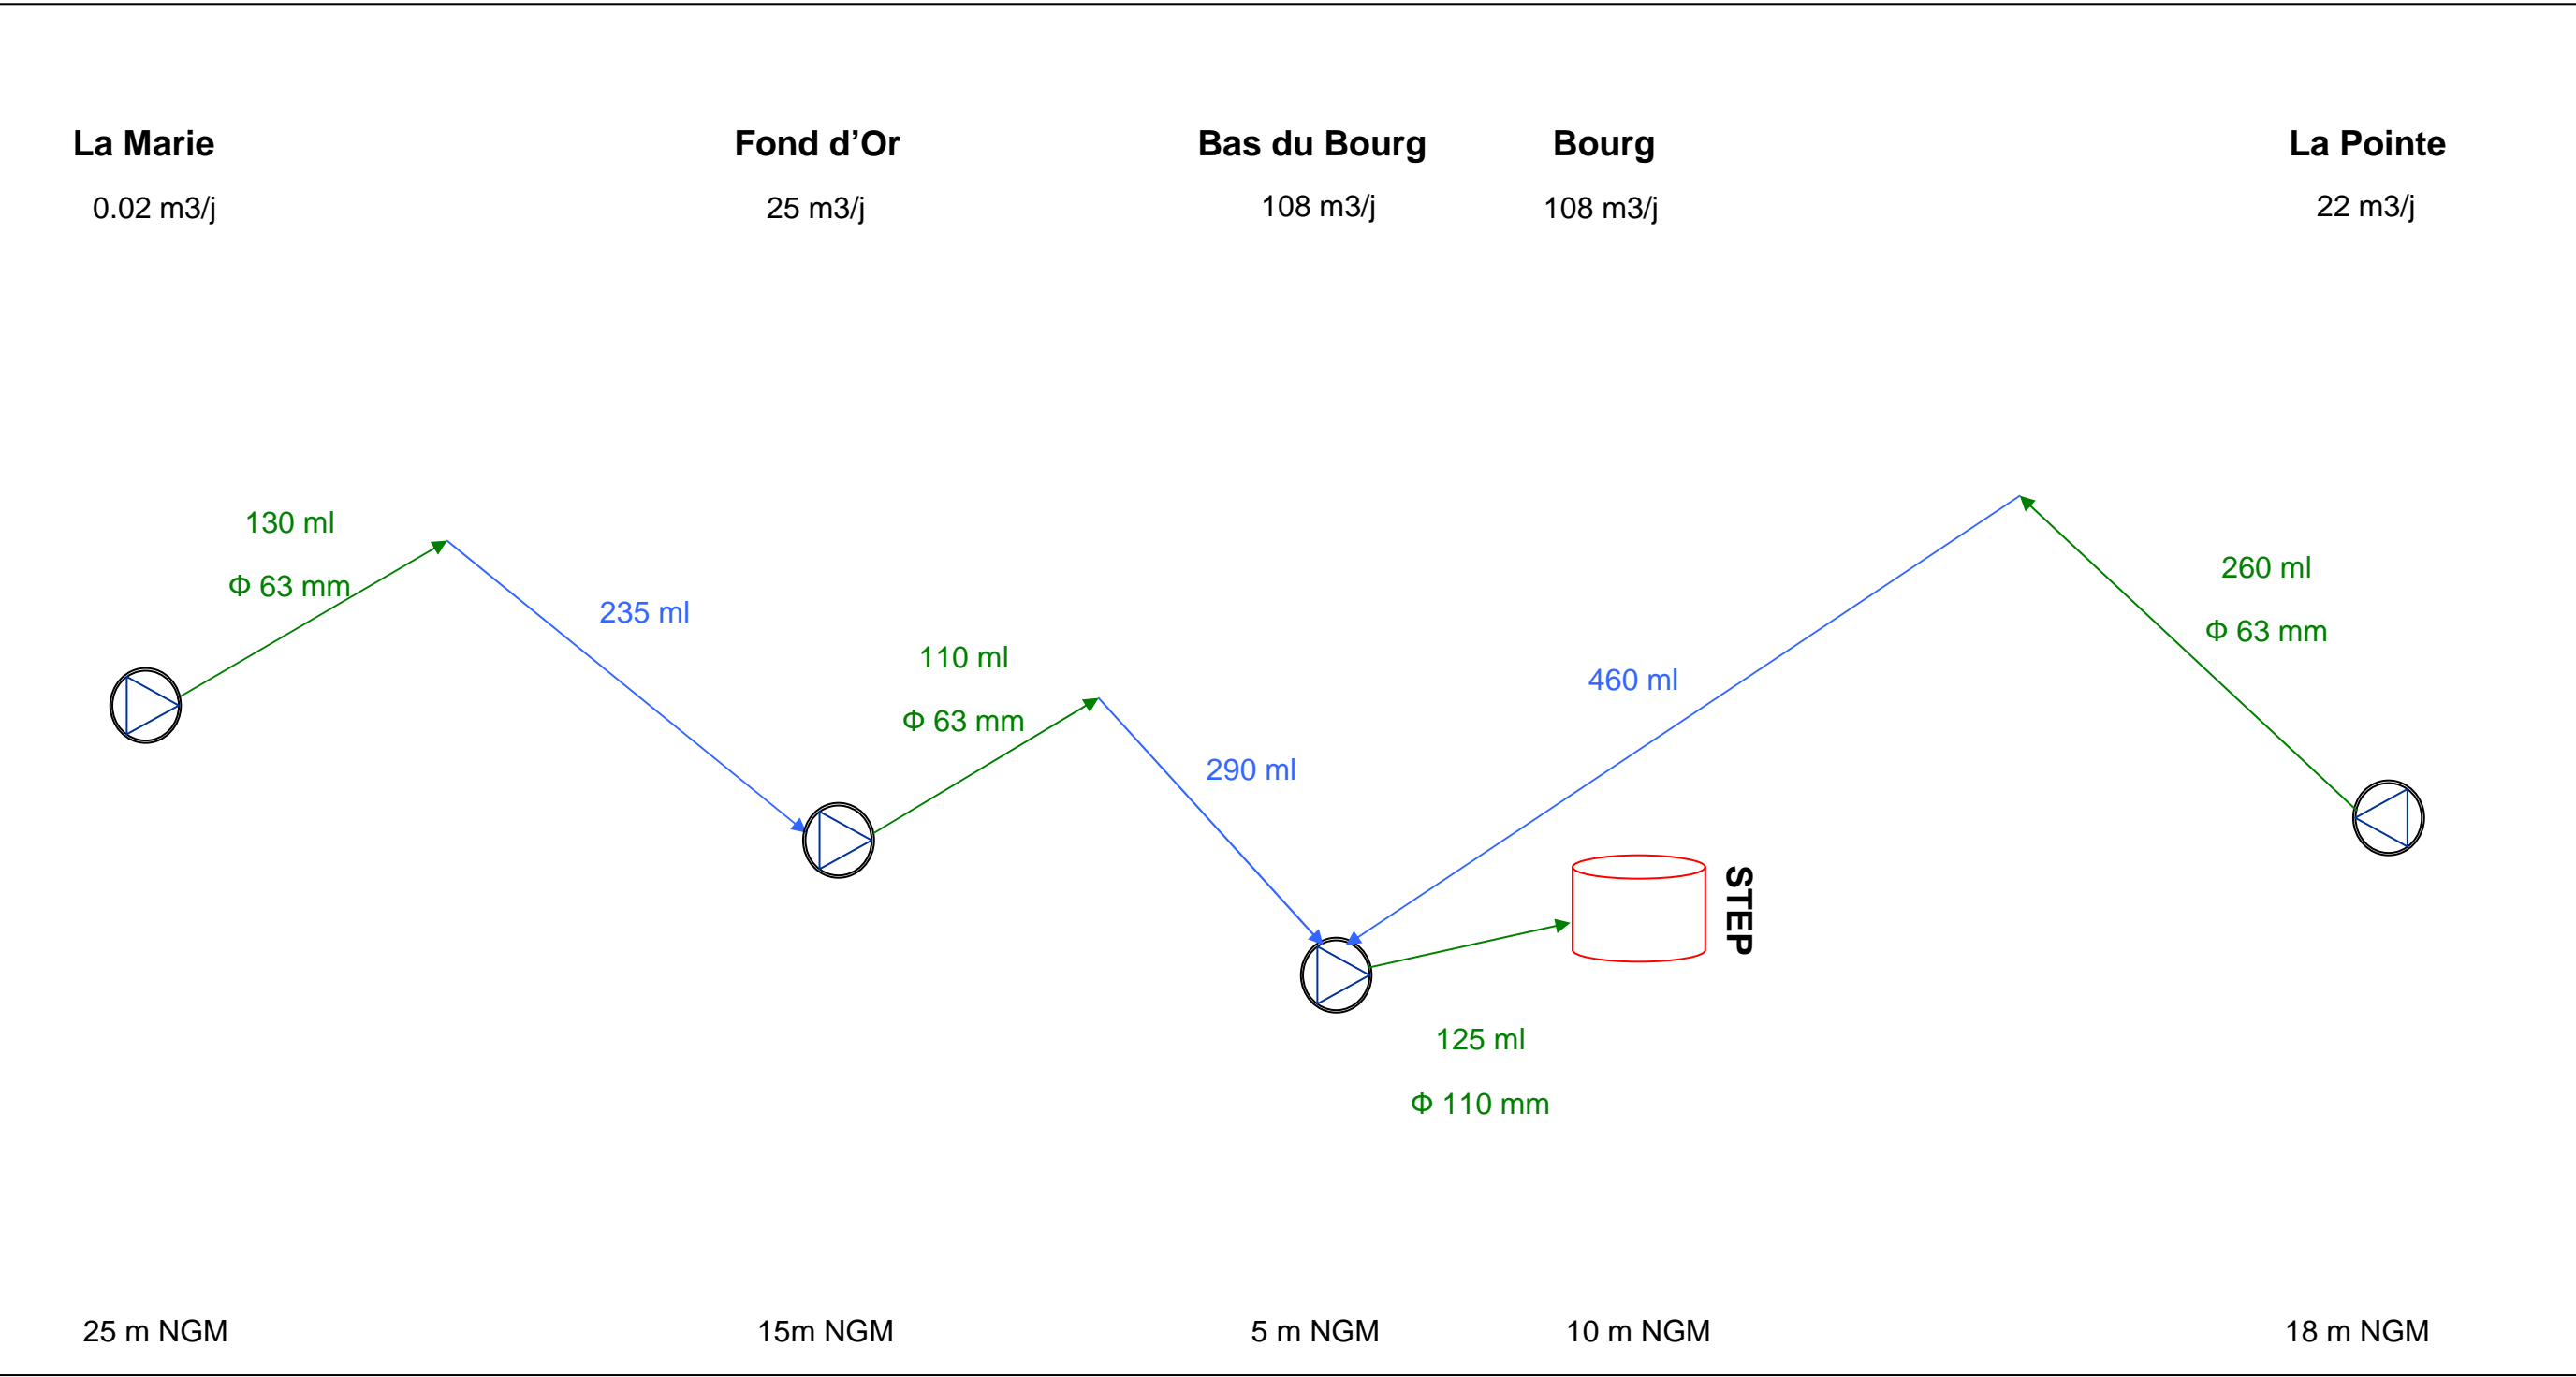 La Marie
Fond d’Or
Bas du Bourg
Bourg
La Pointe
0.02 m3/j
25 m3/j
108 m3/j
108 m3/j
22 m3/j
130 ml
Φ 63 mm
235 ml
110 ml
Φ 63 mm
290 ml
460 ml
260 ml
Φ 63 mm
STEP
125 ml
Φ 110 mm
25 m NGM
15m NGM
5 m NGM
10 m NGM
18 m NGM